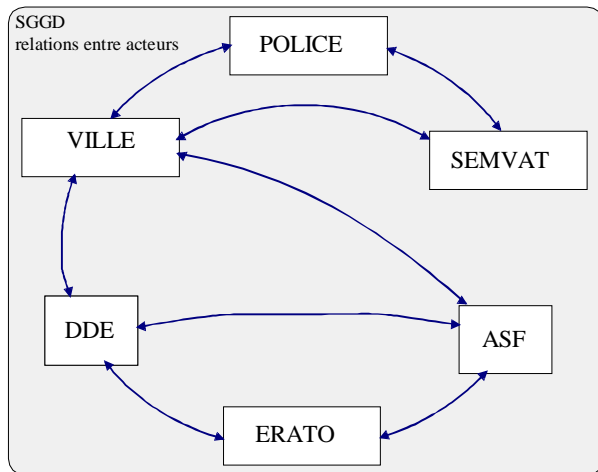 SGGD
relations entre acteurs
POLICE
VILLE
SEMVAT
DDE
ASF
ERATO